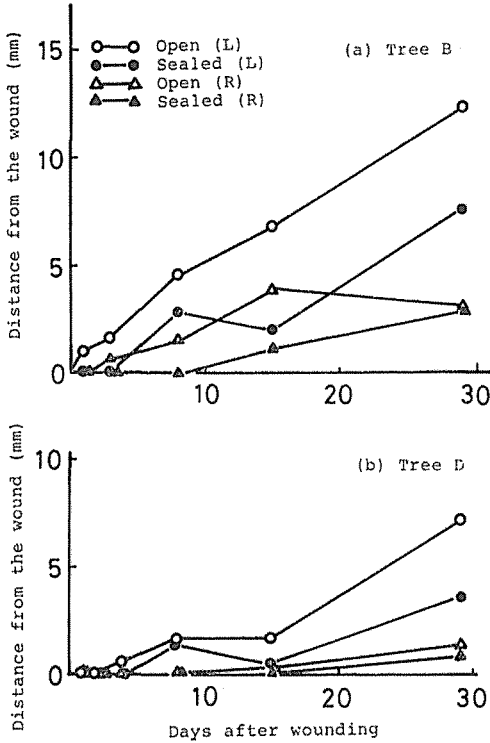 Distance from the wound (mm)
15
10
5
0
Open (L)
Sealed (L)
Open (R)
Sealed (R)
(a) Tree B
10
20
30
Distance from the wound (mm)
10
5
0
(b) Tree D
10
20
30
Days after wounding